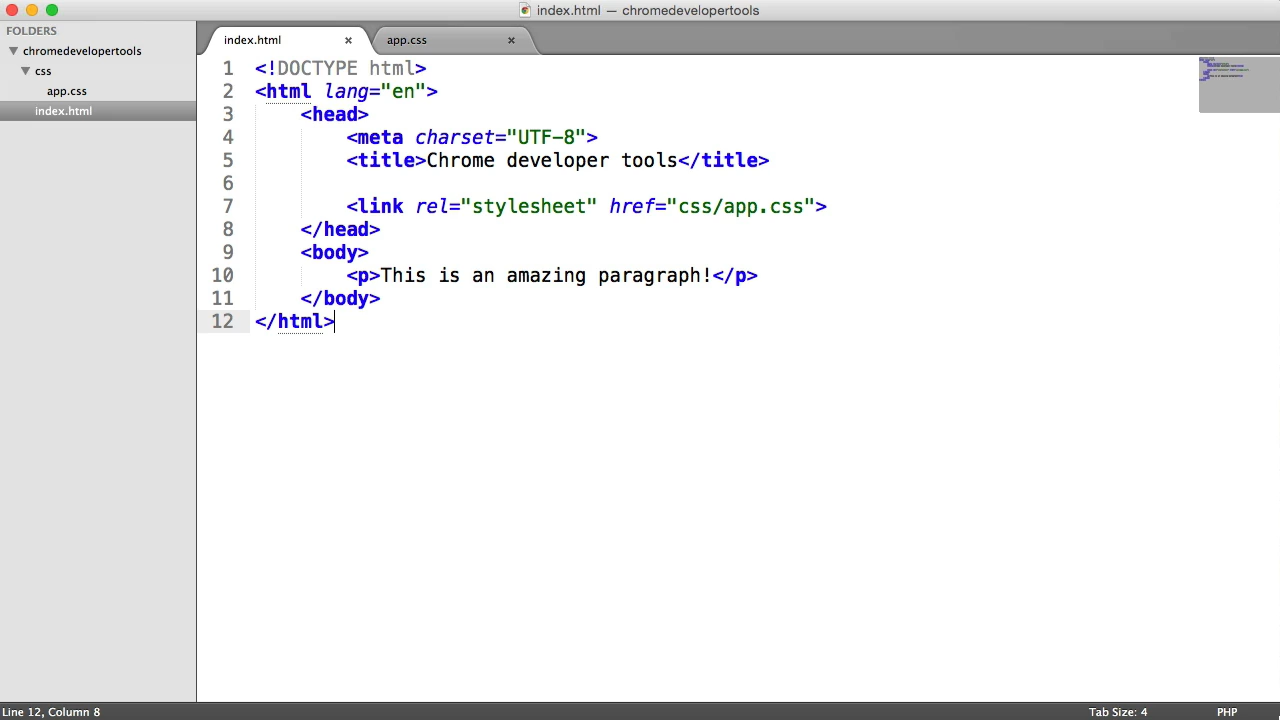 index.html — chromedevelopertools
FOLDERS
chromedevelopertools
css
app.css
index.html
index.html × app.css ×
1 <!DOCTYPE html>
2 <html lang="en">
3 <head>
4 <meta charset="UTF-8">
5 <title>Chrome developer tools</title>
6
7 <link rel="stylesheet" href="css/app.css">
8 </head>
9 <body>
10 <p>This is an amazing paragraph!</p>
11 </body>
12 </html>
Line 12, Column 8 Tab Size: 4 PHP